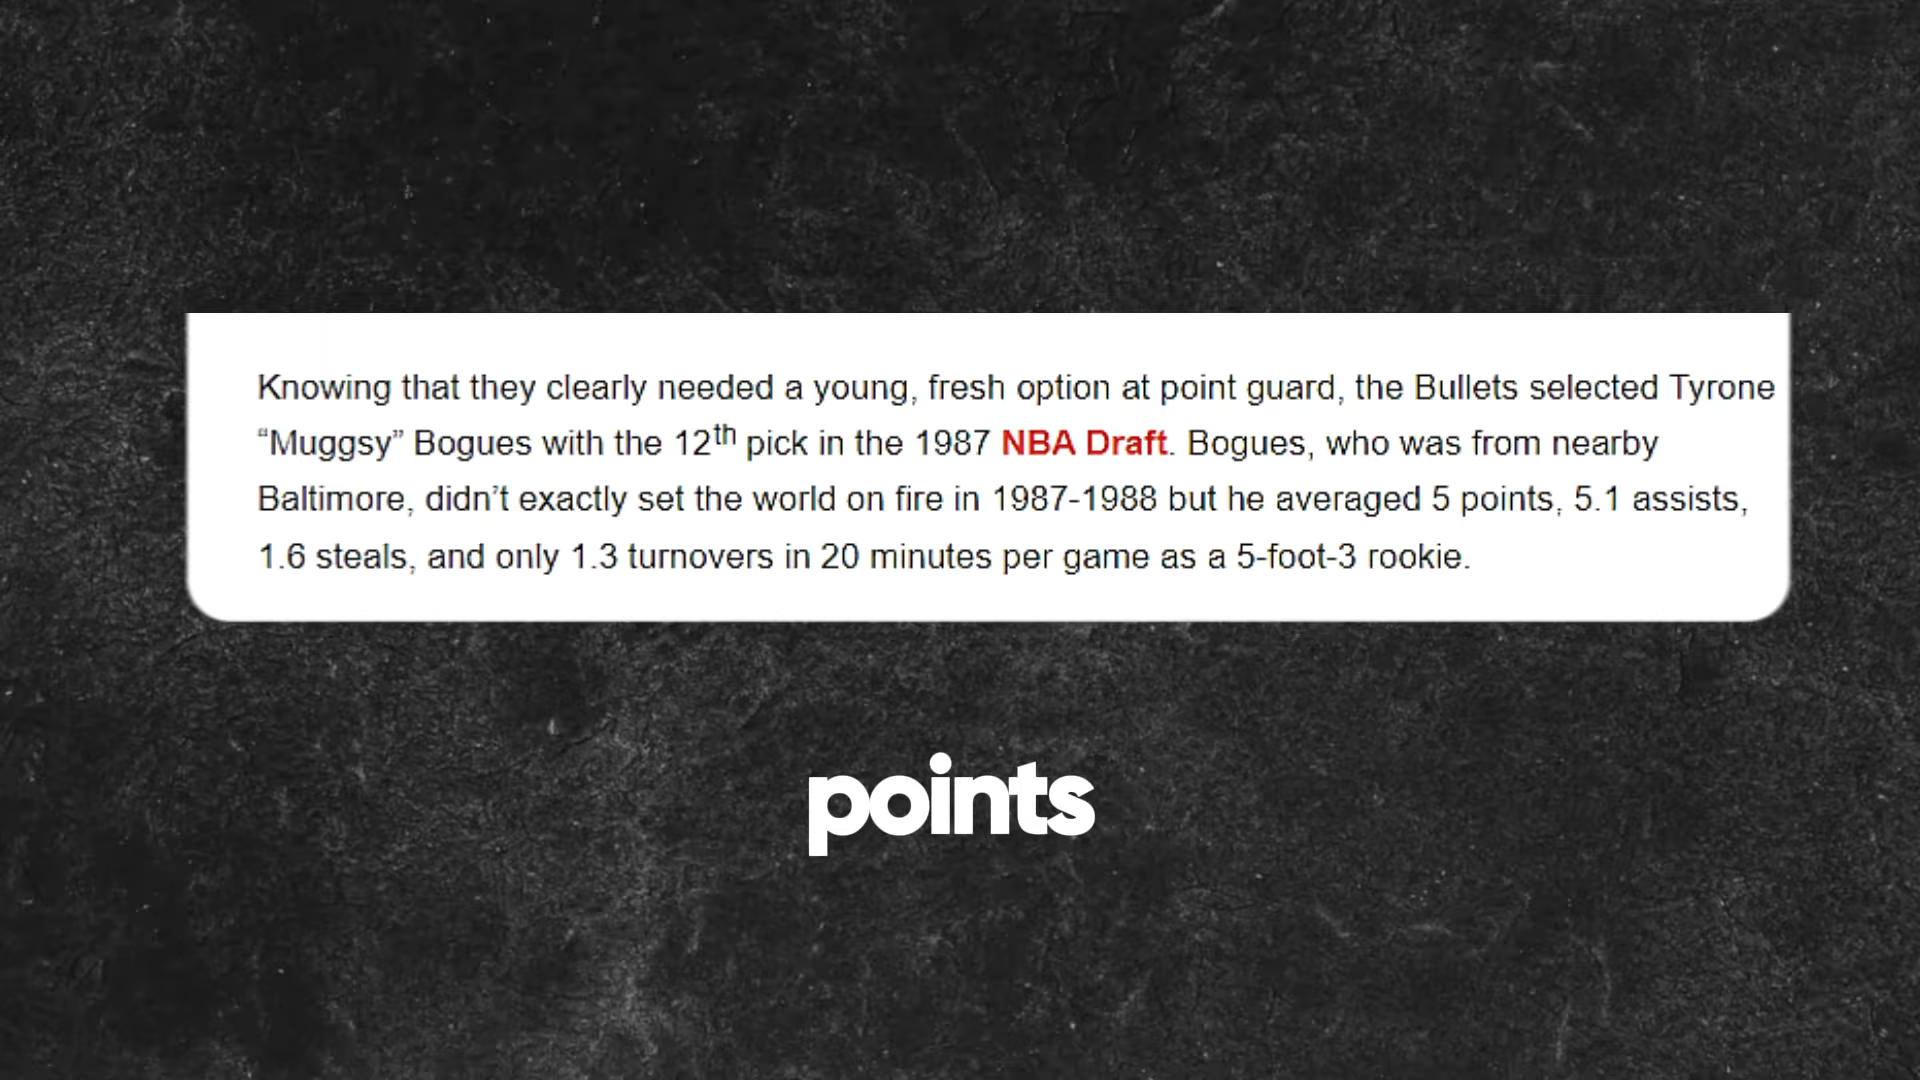 Knowing that they clearly needed a young, fresh option at point guard, the Bullets selected Tyrone
“Muggsy” Bogues with the 12th pick in the 1987 NBA Draft. Bogues, who was from nearby
Baltimore, didn’t exactly set the world on fire in 1987-1988 but he averaged 5 points, 5.1 assists,
1.6 steals, and only 1.3 turnovers in 20 minutes per game as a 5-foot-3 rookie.
points